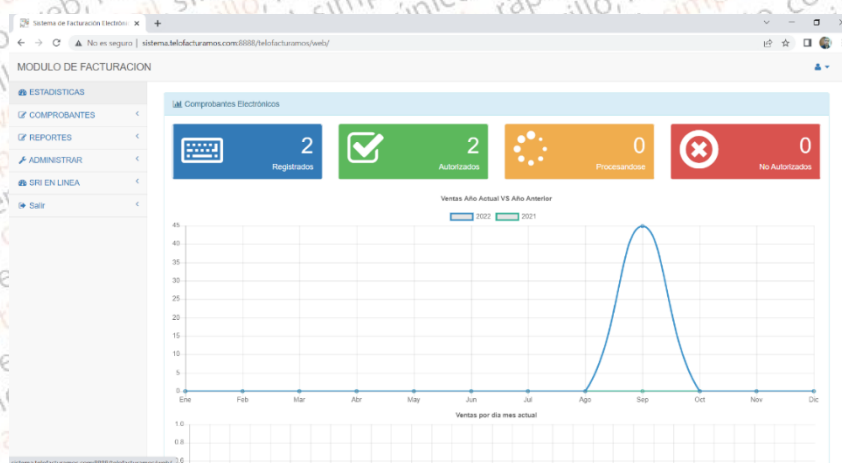 Sistema de Facturación Electróni
No es seguro | sistema.telofacturamos.com:8888/telofacturamos/web/
MODULO DE FACTURACION
ESTADISTICAS
COMPROBANTES
REPORTES
ADMINISTRAR
SRI EN LINEA
Salir
Comprobantes Electrónicos
2
Registrados
2
Autorizados
0
Procesandose
0
No Autorizados
Ventas Año Actual VS Año Anterior
2022 2021
45
40
35
30
25
20
15
10
5
0
Ene Feb Mar Abr May Jun Jul Ago Sep Oct Nov Dic
Ventas por dia mes actual
1.0
0.8